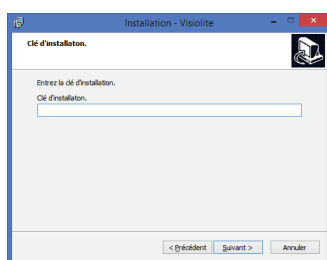 Installation - Visiolite
Clé d'installaton.
Entrez la clé d'installation.
Clé d'installaton.
< Précédent
Suivant >
Annuler